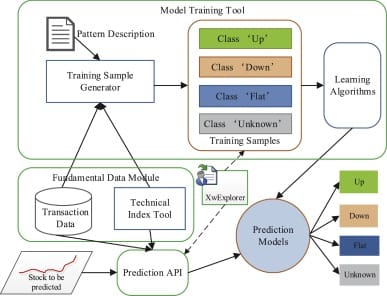 Model Training Tool
Pattern Description
Training Sample
Generator
Class ‘Up’
Class ‘Down’
Class ‘Flat’
Class ‘Unknown’
Training Samples
Learning
Algorithms
Fundamental Data Module
Transaction
Data
Technical
Index Tool
XwExplorer
Stock to be
predicted
Prediction API
Prediction
Models
Up
Down
Flat
Unknown